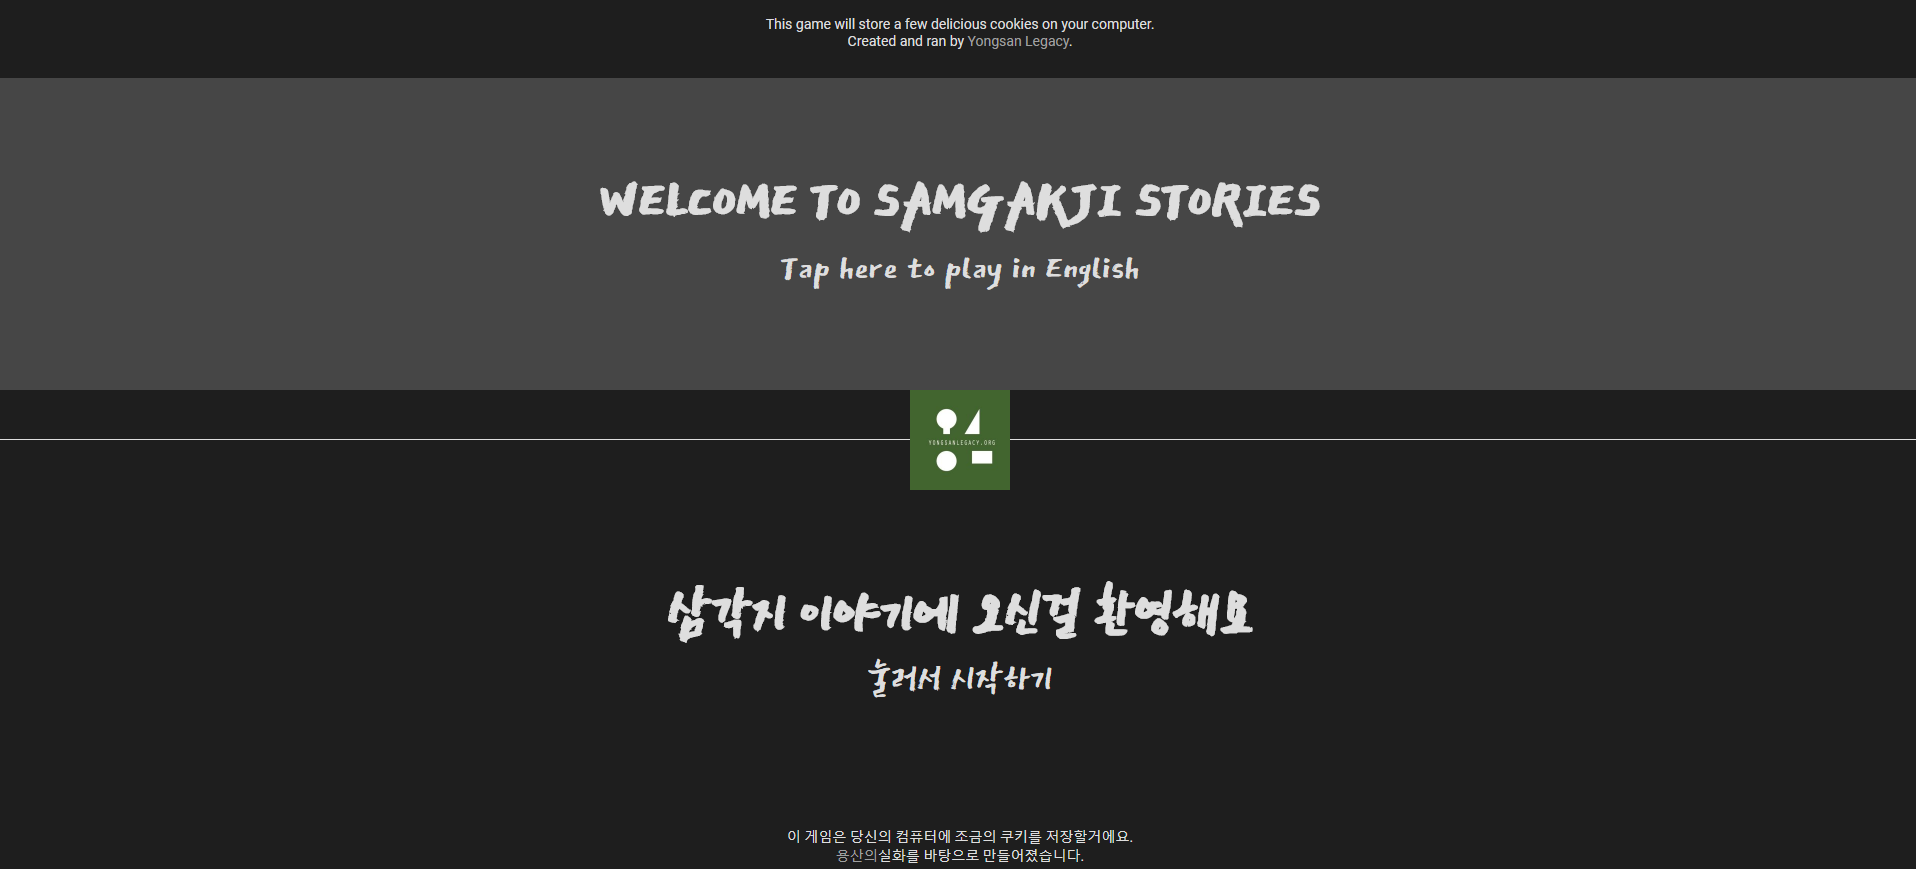 This game will store a few delicious cookies on your computer.
Created and ran by Yongsan Legacy.
WELCOME TO SAMGAKJI STORIES
Tap here to play in English
YONGSANLEGACY.ORG
삼각지 이야기에 오신걸 환영해요
눌러서 시작하기
이 게임은 당신의 컴퓨터에 조금의 쿠키를 저장할거에요.
용산의실화를 바탕으로 만들어졌습니다.